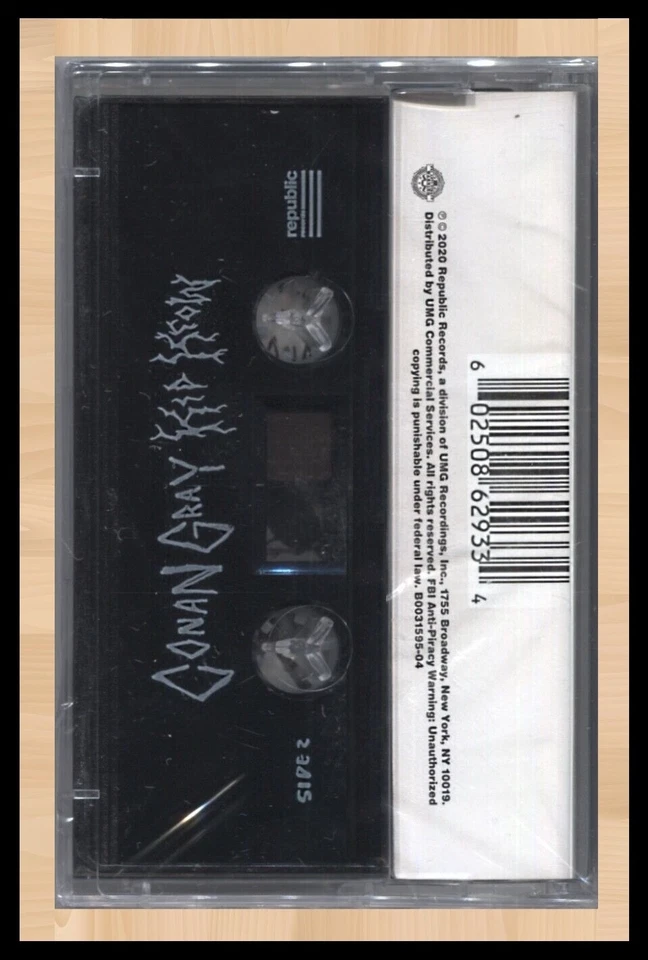 republic
RECORDS
CONAN GRAY KID KROW
SIDE 2
℗ © 2020 Republic Records, a division of UMG Recordings, Inc., 1755 Broadway, New York, NY 10019.
Distributed by UMG Commercial Services. All rights reserved. FBI Anti-Piracy Warning: Unauthorized
copying is punishable under federal law. B0031595-04
6 02508 62933 4